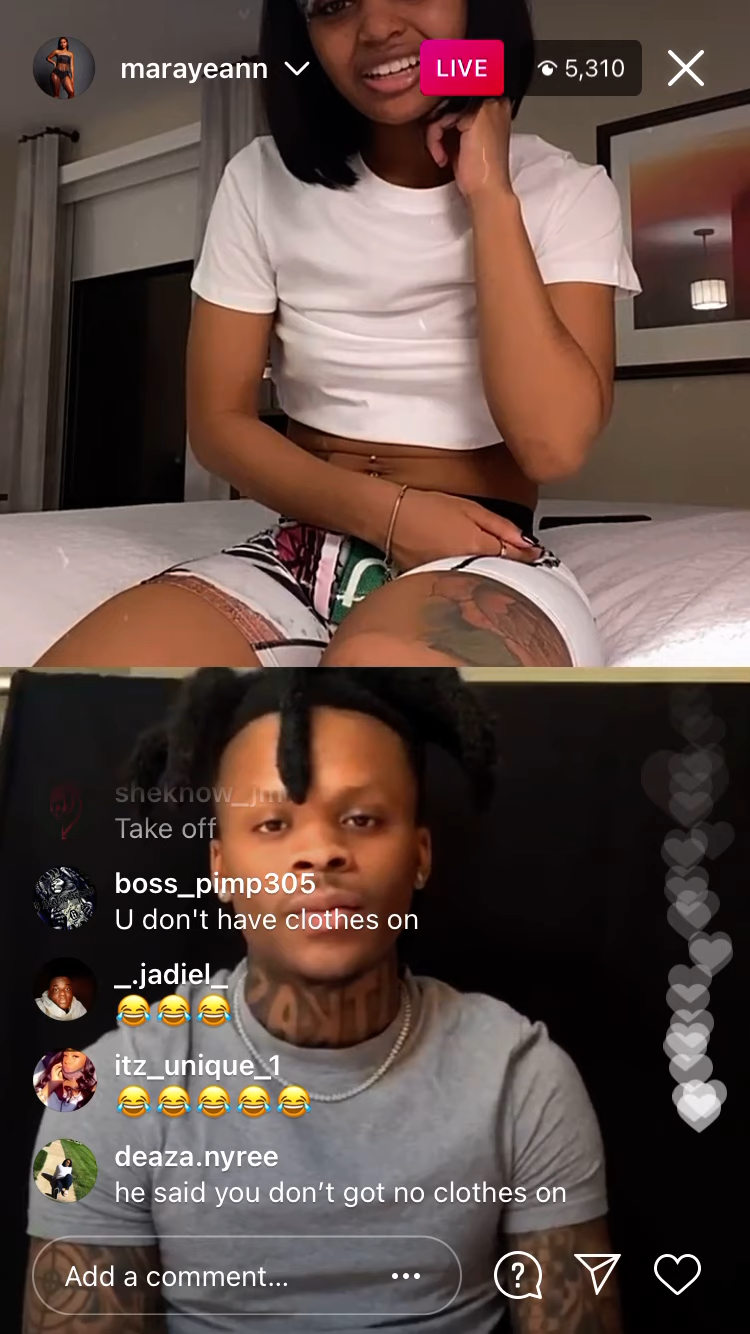 marayeann
LIVE
5,310
Take off
boss_pimp305
U don't have clothes on
_.jadiel_
😂😂😂
itz_unique_1
😂😂😂😂😂
deaza.nyree
he said you don’t got no clothes on
Add a comment...